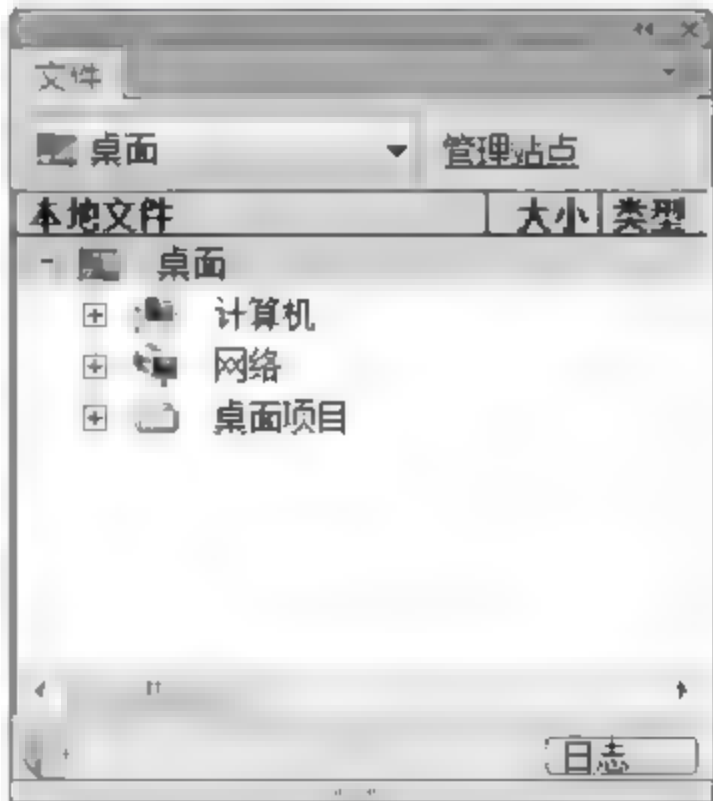 文件
桌面 管理站点
本地文件 大小 类型
桌面
计算机
网络
桌面项目
日志